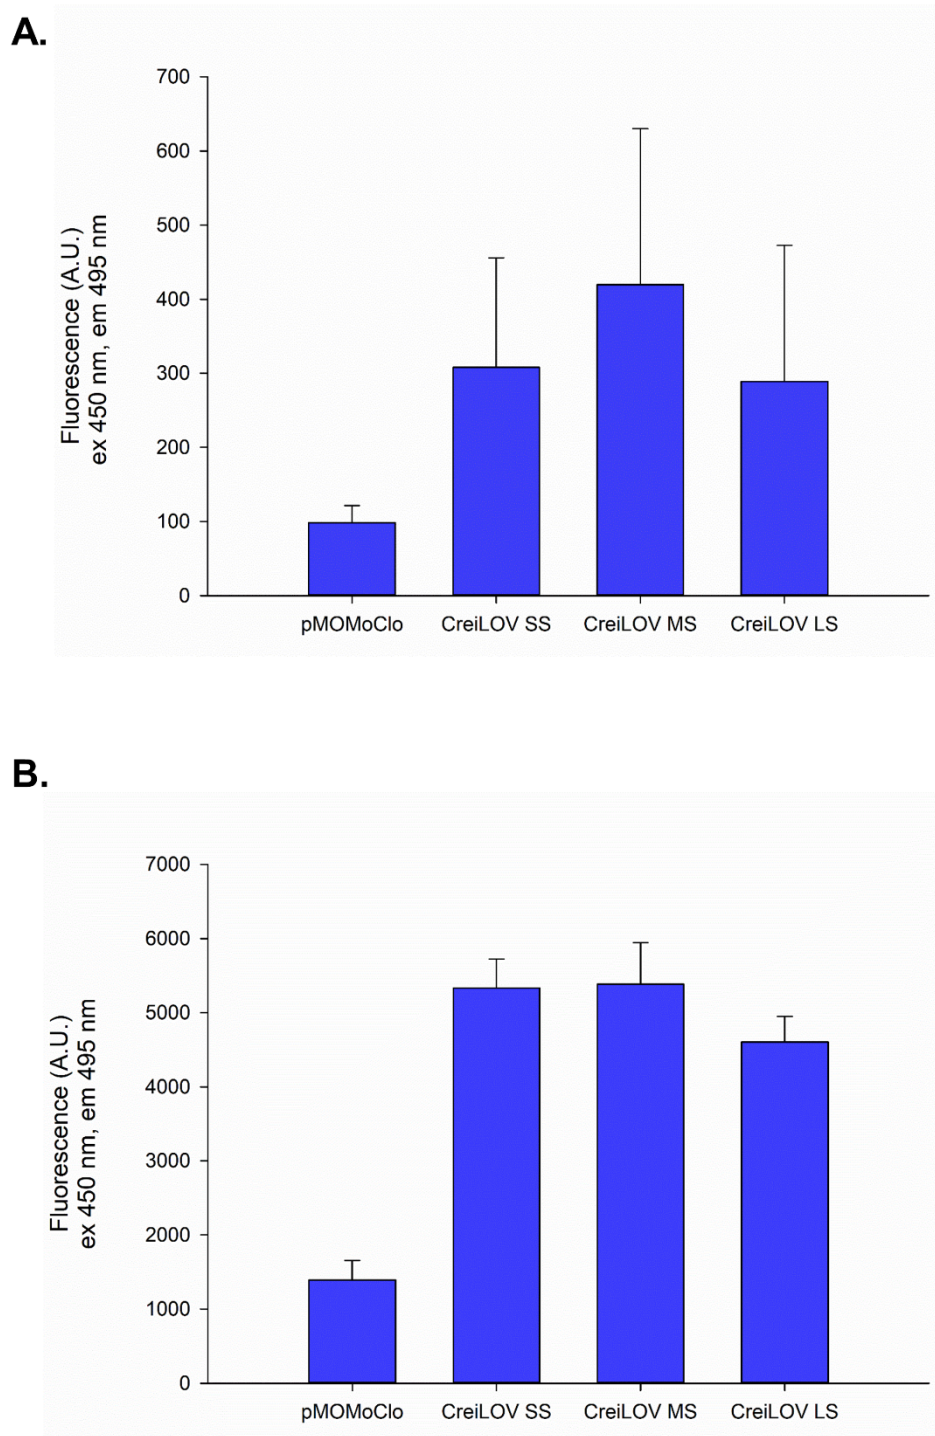 A.
700
600
500
400
300
200
100
0
Fluorescence (A.U.)
ex 450 nm, em 495 nm
pMOMoClo CreiLOV SS CreiLOV MS CreiLOV LS
B.
7000
6000
5000
4000
3000
2000
1000
0
Fluorescence (A.U.)
ex 450 nm, em 495 nm
pMOMoClo CreiLOV SS CreiLOV MS CreiLOV LS